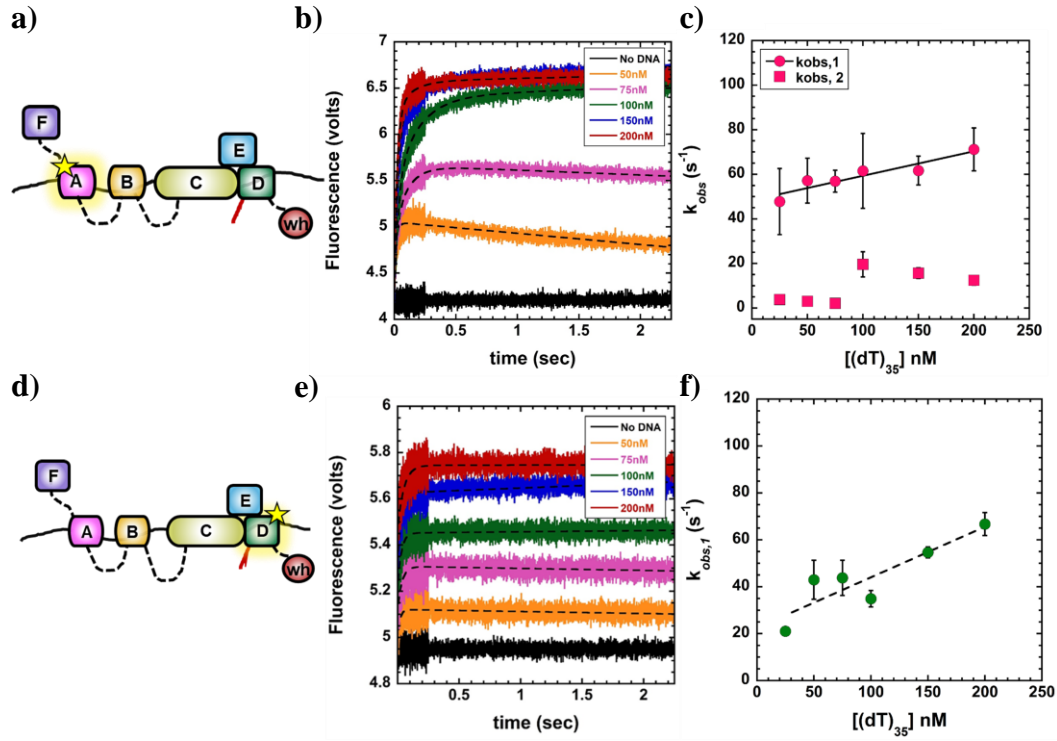 a)
F
A
B
C
E
D
wh
b)
Fluorescence (volts)
7
6.5
6
5.5
5
4.5
4
0
0.5
1
1.5
2
time (sec)
No DNA
50nM
75nM
100nM
150nM
200nM
c)
k_obs (s⁻¹)
120
100
80
60
40
20
0
0
50
100
150
200
250
[(dT)₃₅] nM
kobs,1
kobs, 2
d)
F
A
B
C
E
D
wh
e)
Fluorescence (volts)
6
5.8
5.6
5.4
5.2
5
4.8
0.5
1
1.5
2
time (sec)
No DNA
50nM
75nM
100nM
150nM
200nM
f)
k_obs,1 (s⁻¹)
120
100
80
60
40
20
0
0
50
100
150
200
250
[(dT)₃₅] nM